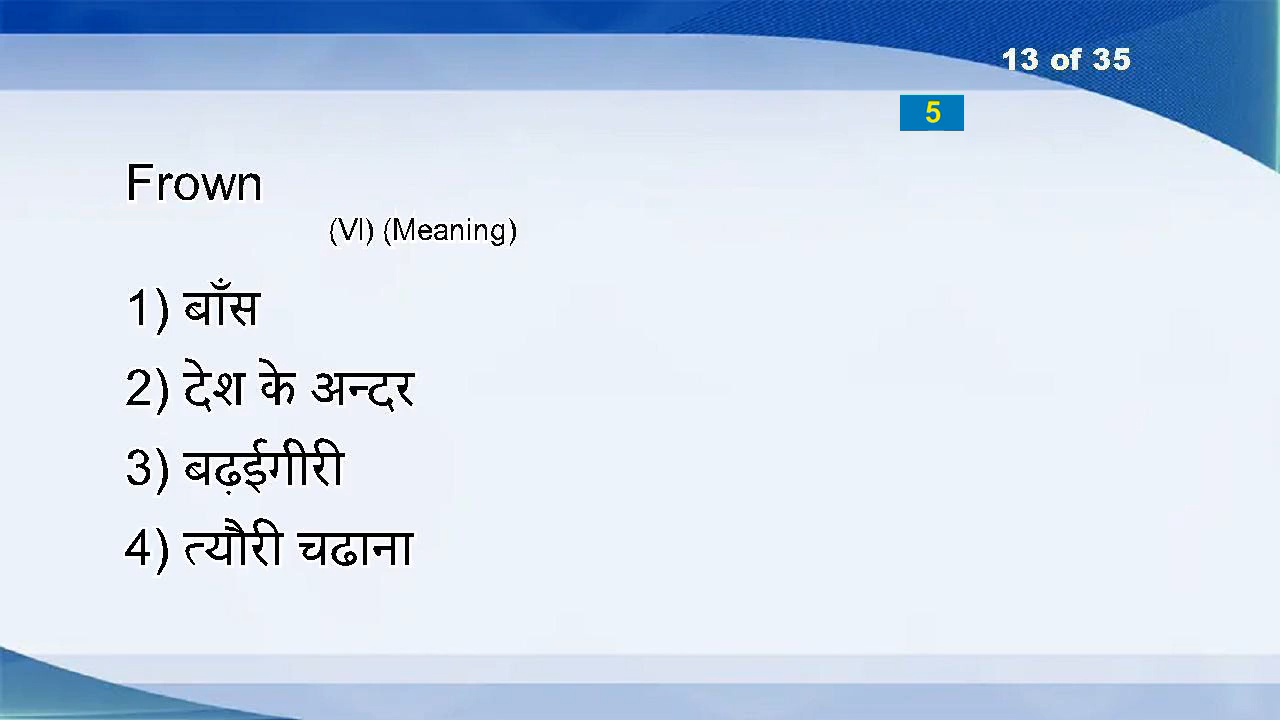 13 of 35
5
Frown
(VI) (Meaning)
1) बाँस
2) देश के अन्दर
3) बढ़ईगीरी
4) त्यौरी चढाना